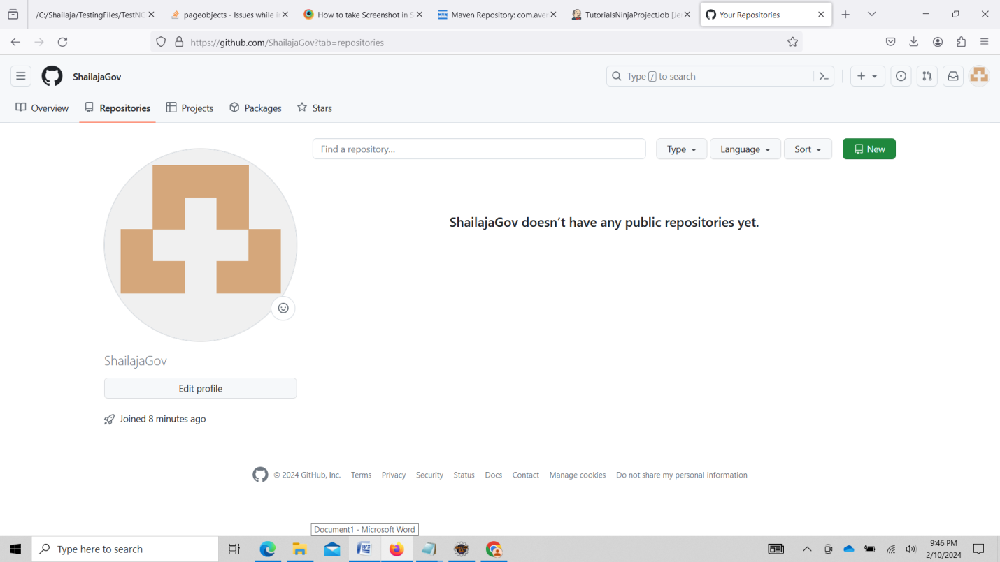 /C:/Shailaja/TestingFiles/TestNG
pageobjects - Issues while i
How to take Screenshot in S
Maven Repository: com.aven
TutorialsNinjaProjectJob [Je
Your Repositories
https://github.com/ShailajaGov?tab=repositories
ShailajaGov
Type / to search
Overview
Repositories
Projects
Packages
Stars
Find a repository...
Type
Language
Sort
New
ShailajaGov doesn’t have any public repositories yet.
ShailajaGov
Edit profile
Joined 8 minutes ago
© 2024 GitHub, Inc. Terms Privacy Security Status Docs Contact Manage cookies Do not share my personal information
Document1 - Microsoft Word
Type here to search
9:46 PM
2/10/2024